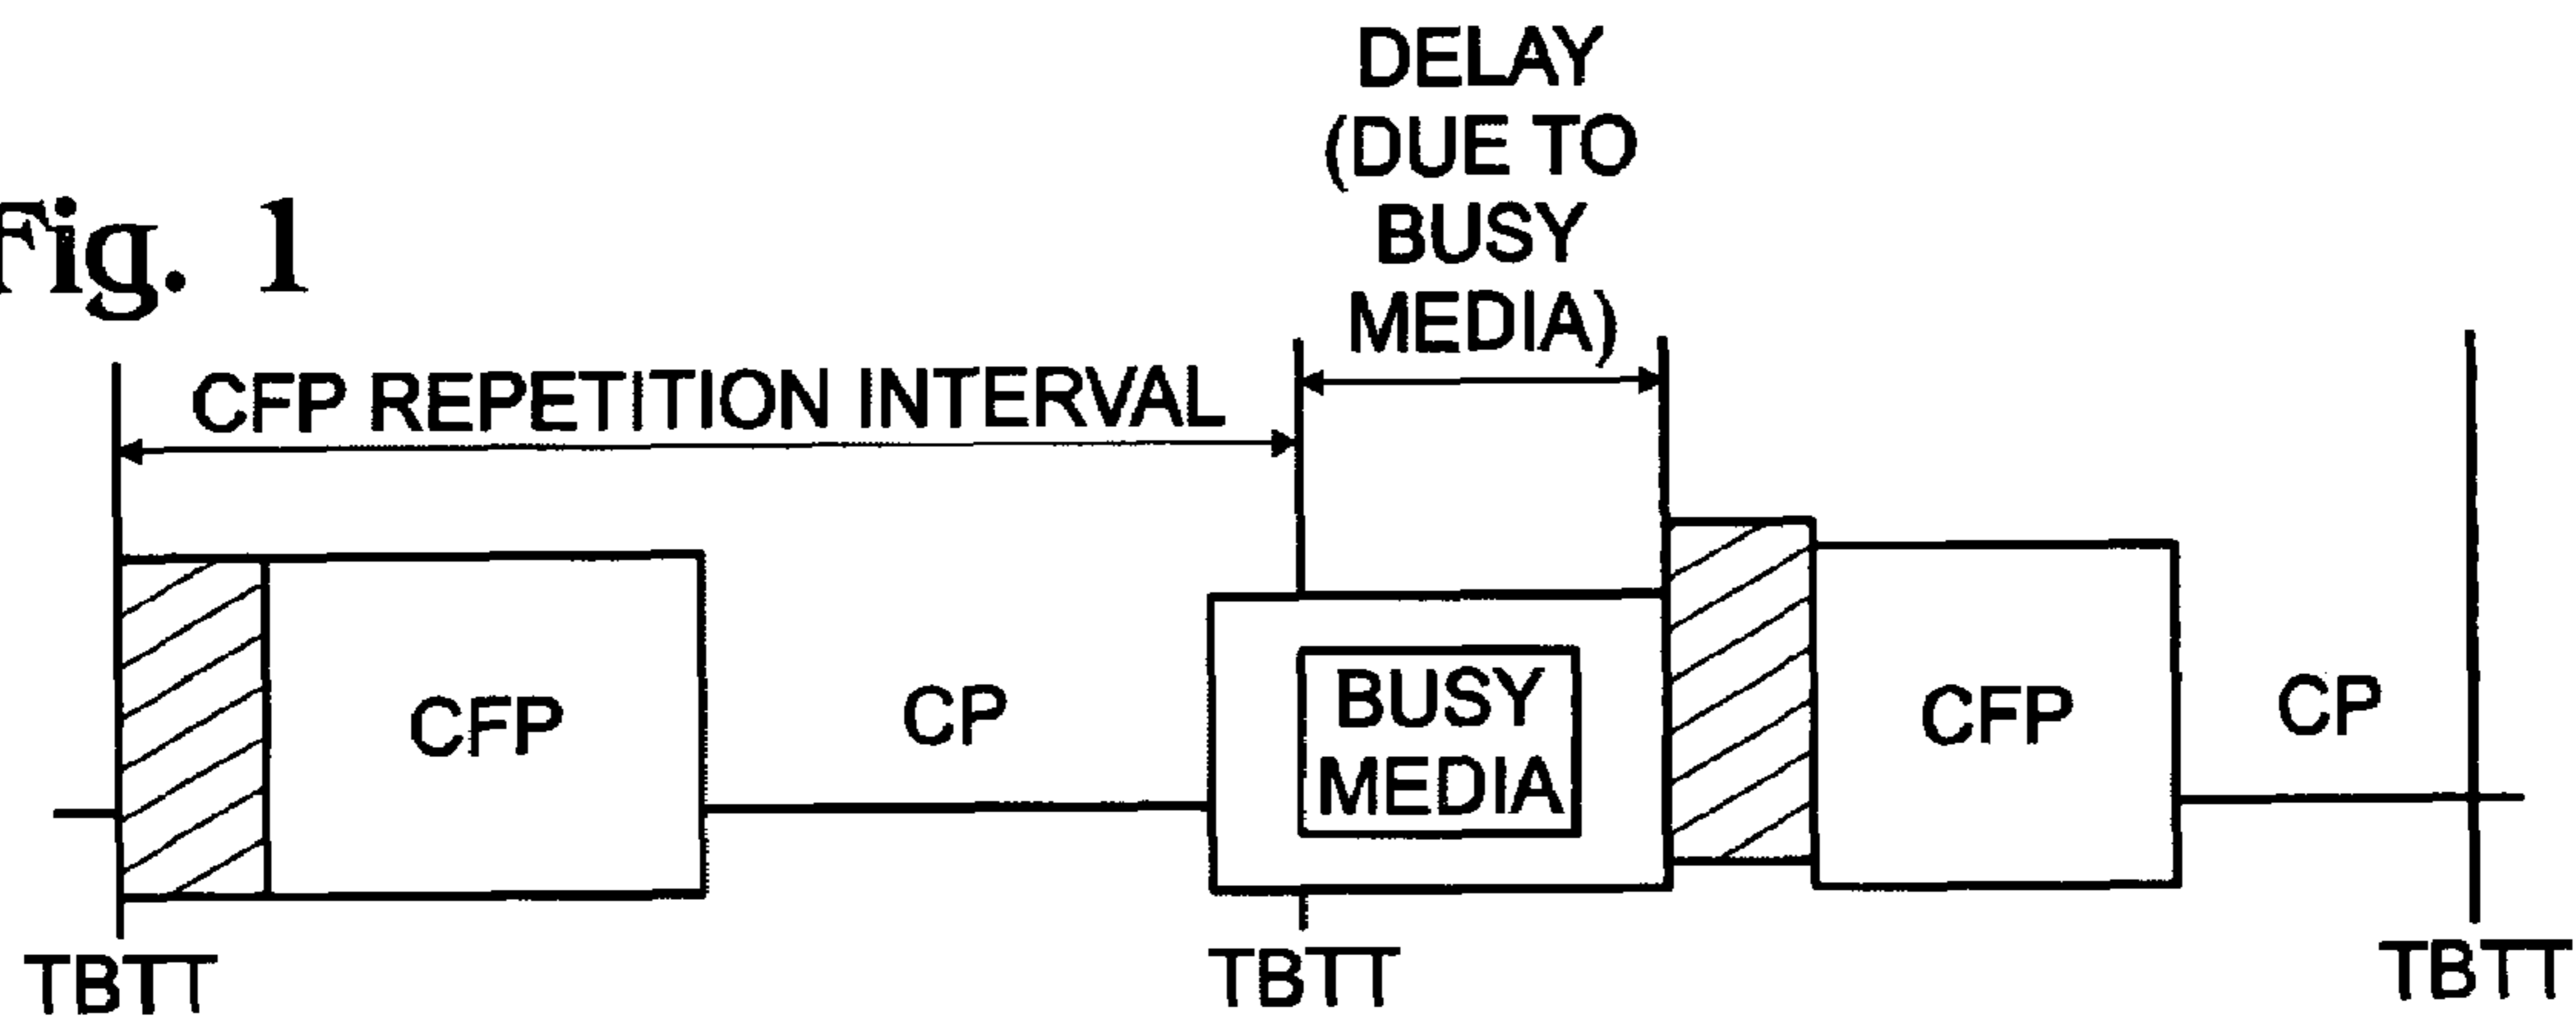 Fig. 1
DELAY
(DUE TO
BUSY
MEDIA)
CFP REPETITION INTERVAL
CFP
CP
BUSY
MEDIA
CFP
CP
TBTT
TBTT
TBTT